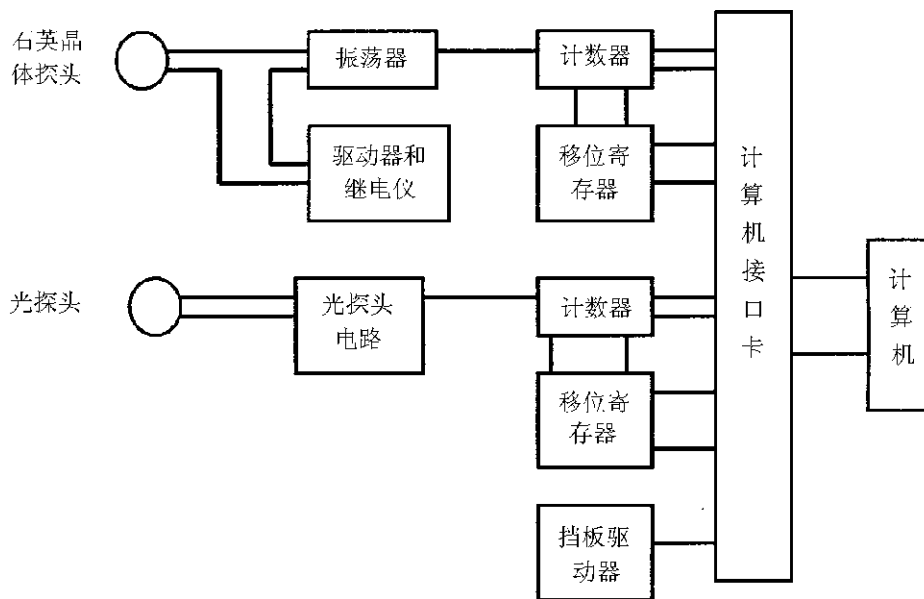 石英晶
体探头
振荡器
计数器
驱动器和
继电仪
移位寄
存器
光探头
光探头
电路
计数器
移位寄
存器
挡板驱
动器
计
算
机
接
口
卡
计
算
机